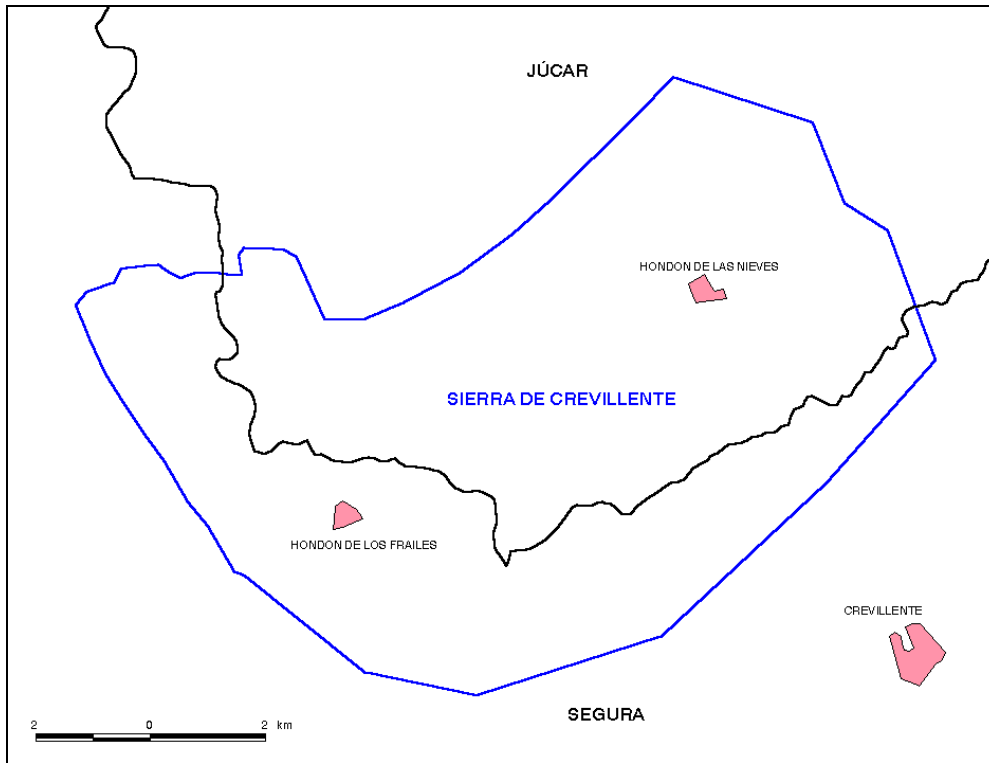 JÚCAR
HONDON DE LAS NIEVES
SIERRA DE CREVILLENTE
HONDON DE LOS FRAILES
CREVILLENTE
SEGURA
2 0 2 km